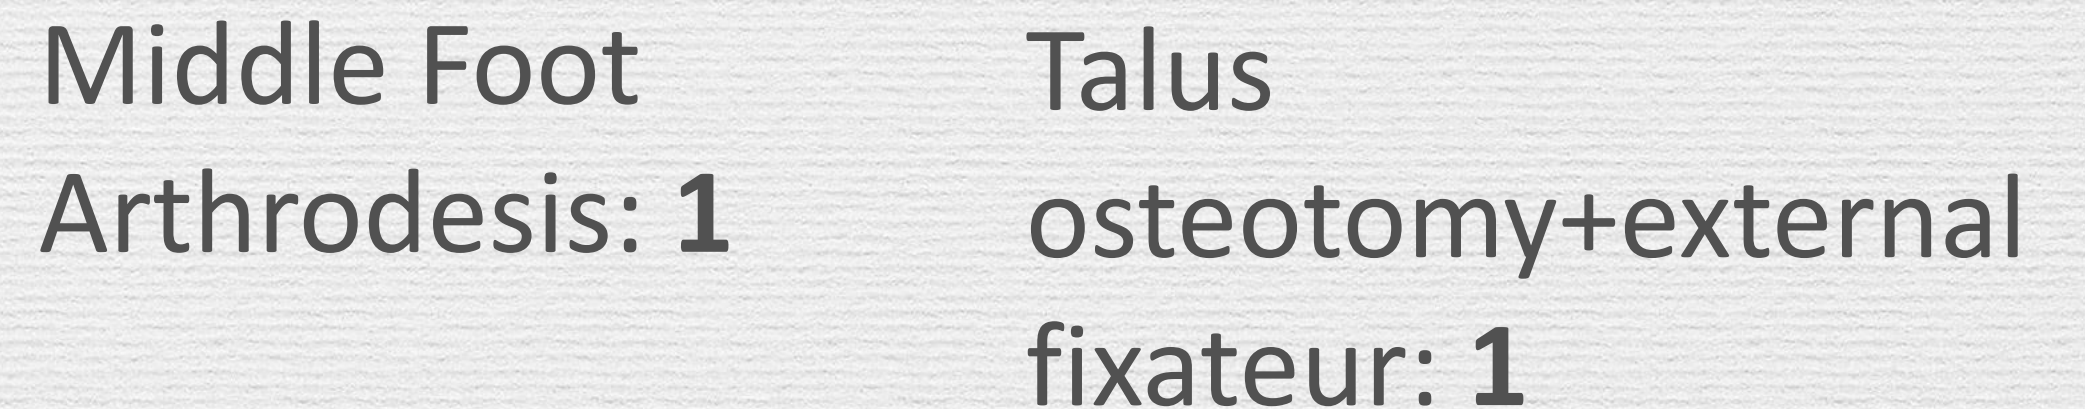 Middle Foot
Arthrodesis: 1
Talus
osteotomy+external
fixateur: 1